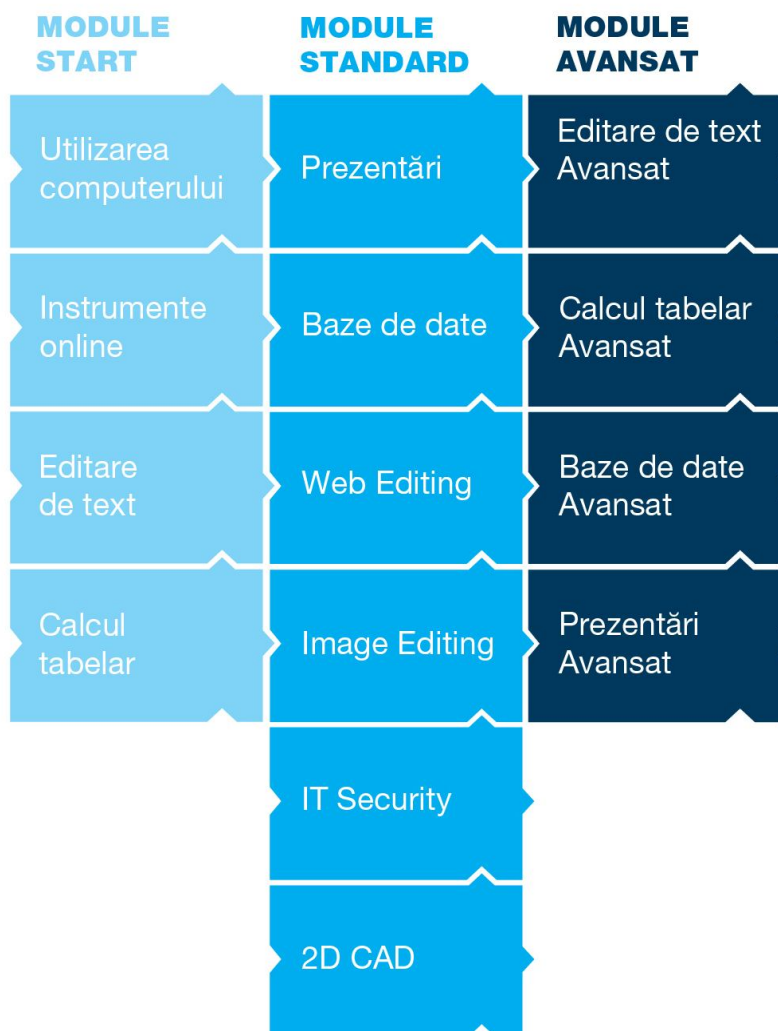 MODULE
START
Utilizarea
computerului
Instrumente
online
Editare
de text
Calcul
tabelar
MODULE
STANDARD
Prezentări
Baze de date
Web Editing
Image Editing
IT Security
2D CAD
MODULE
AVANSAT
Editare de text
Avansat
Calcul tabelar
Avansat
Baze de date
Avansat
Prezentări
Avansat